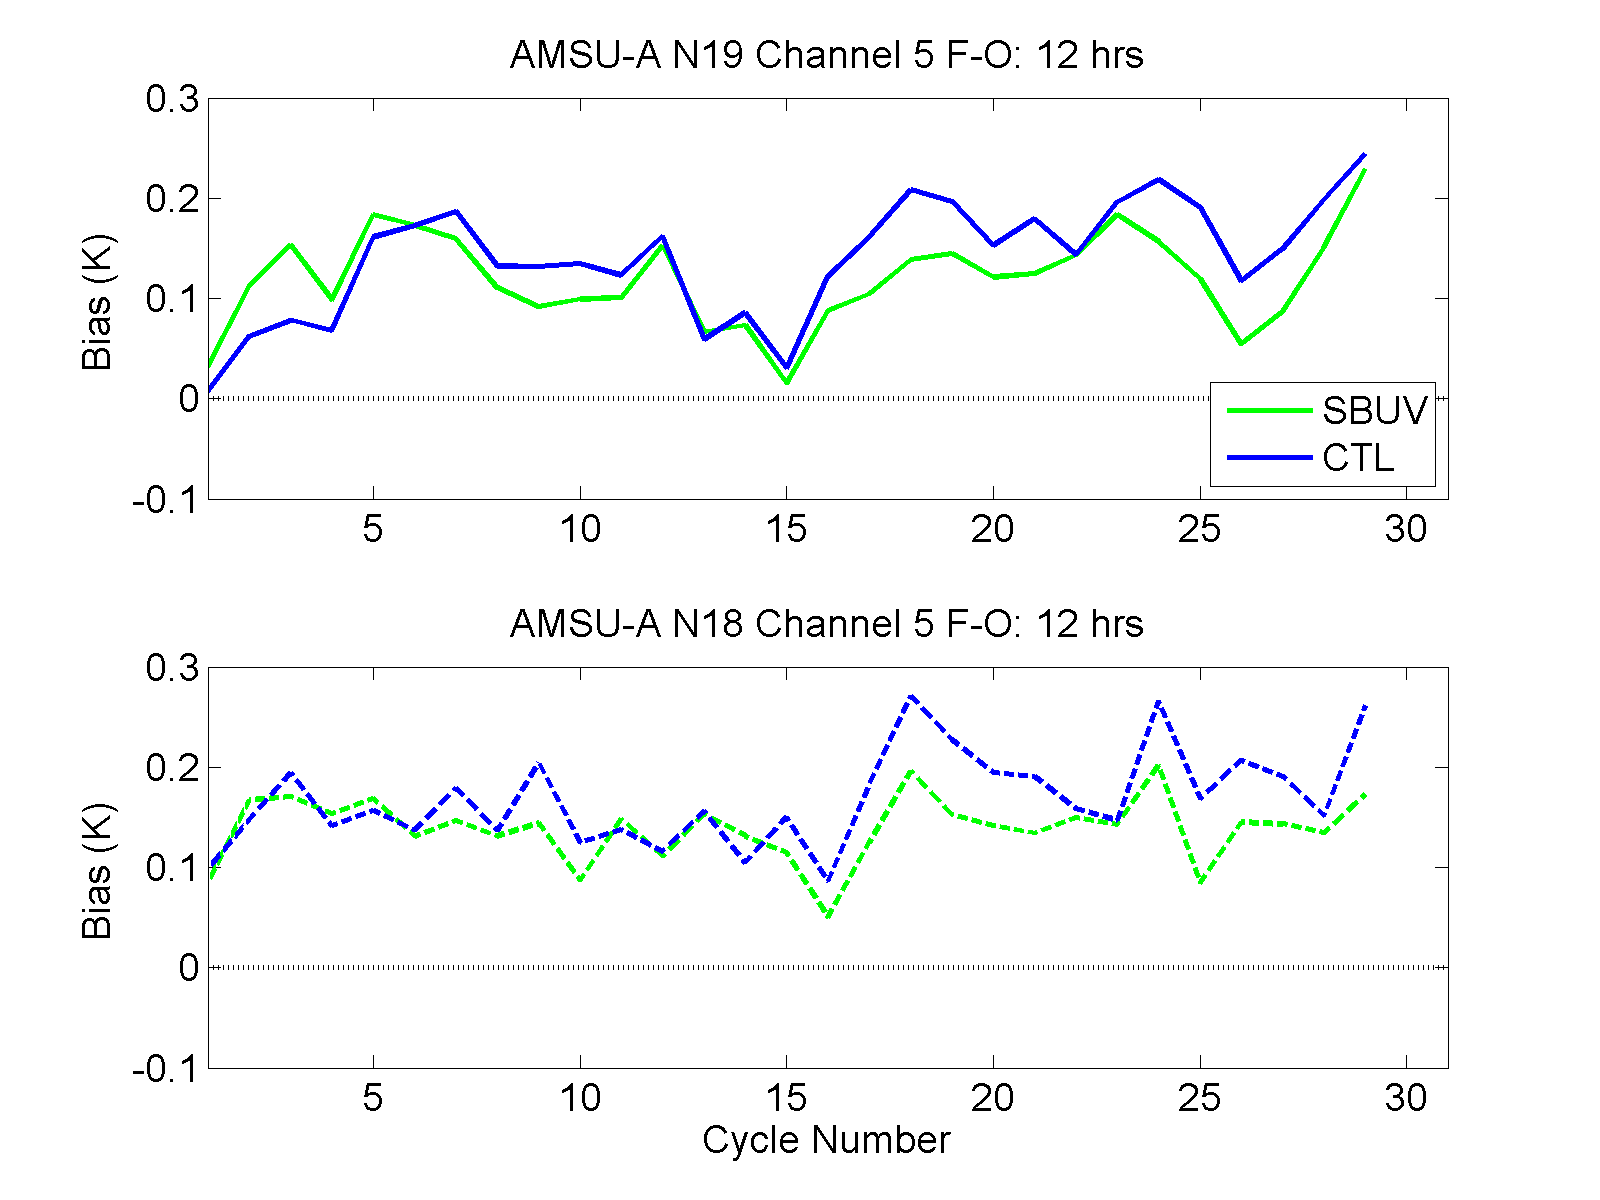 AMSU-A N19 Channel 5 F-O: 12 hrs
0.3
0.2
0.1
0
-0.1
Bias (K)
SBUV
CTL
5 10 15 20 25 30
AMSU-A N18 Channel 5 F-O: 12 hrs
0.3
0.2
0.1
0
-0.1
Bias (K)
5 10 15 20 25 30
Cycle Number